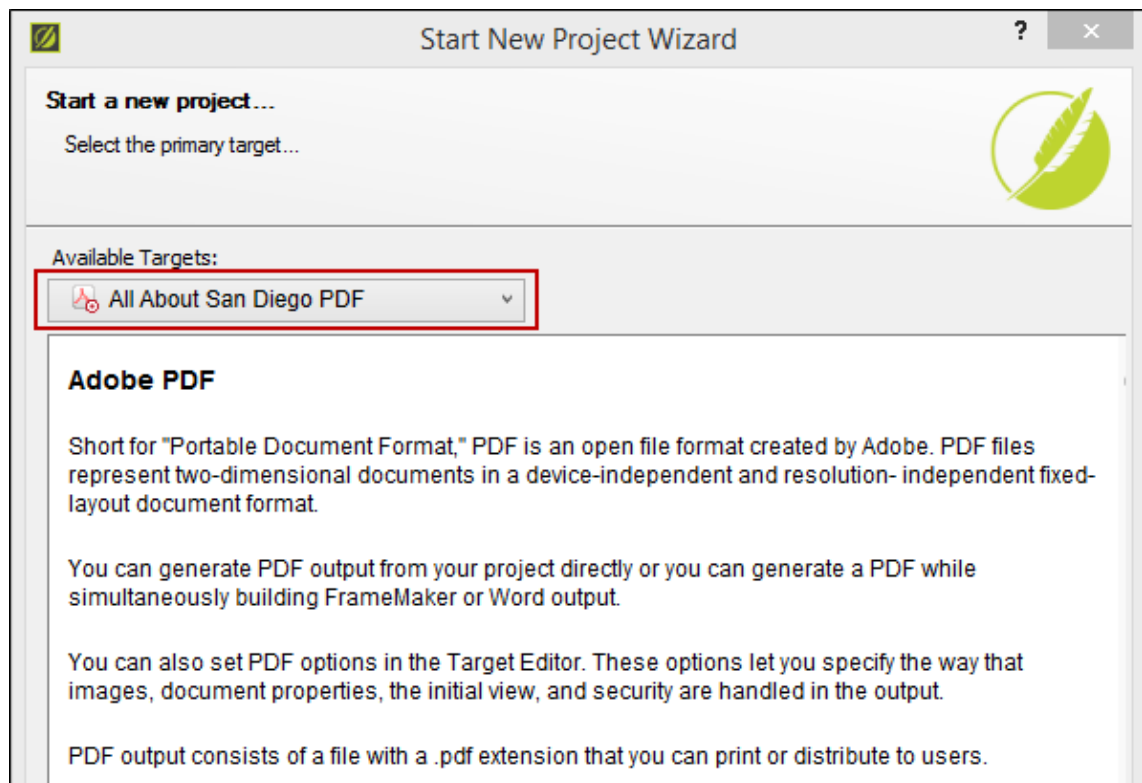 Start New Project Wizard
?
Start a new project...
Select the primary target...
Available Targets:
All About San Diego PDF
Adobe PDF
Short for "Portable Document Format," PDF is an open file format created by Adobe. PDF files
represent two-dimensional documents in a device-independent and resolution- independent fixed-
layout document format.
You can generate PDF output from your project directly or you can generate a PDF while
simultaneously building FrameMaker or Word output.
You can also set PDF options in the Target Editor. These options let you specify the way that
images, document properties, the initial view, and security are handled in the output.
PDF output consists of a file with a .pdf extension that you can print or distribute to users.